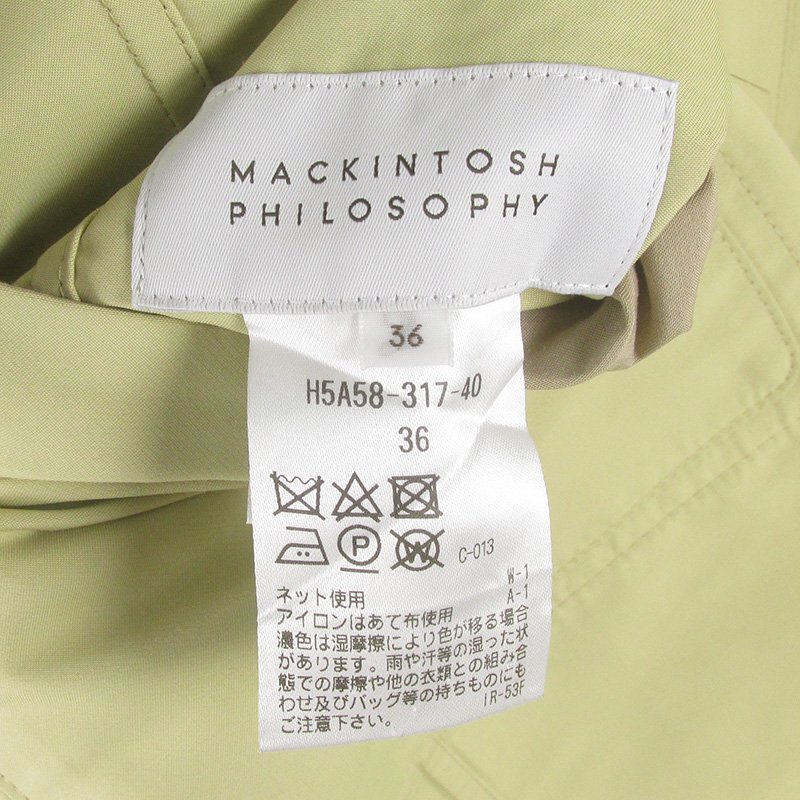 MACKINTOSH
PHILOSOPHY
36
H5A58-317-40
36
P W C-013
W-1
ネット使用 A-1
アイロンはあて布使用
濃色は湿摩擦により色が移る場合
があります。雨や汗等の湿った状
態での摩擦や他の衣類との組み合
わせ及びバッグ等の持ちものにも
ご注意下さい。 IR-53F